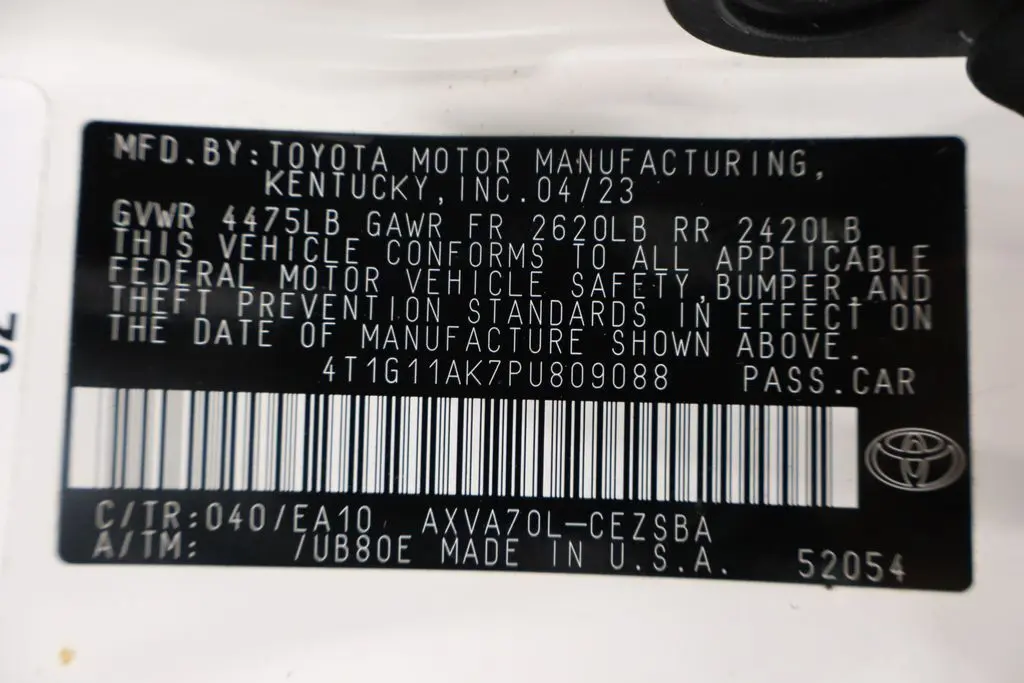 MFD.BY:TOYOTA MOTOR MANUFACTURING,
KENTUCKY,INC.04/23
GVWR 4475LB GAWR FR 2620LB RR 2420LB
THIS VEHICLE CONFORMS TO ALL APPLICABLE
FEDERAL MOTOR VEHICLE SAFETY,BUMPER,AND
THEFT PREVENTION STANDARDS IN EFFECT ON
THE DATE OF MANUFACTURE SHOWN ABOVE.
4T1G11AK7PU809088 PASS.CAR
C/TR:040/EA10 AXVA70L-CEZSBA
A/TM: /UB80E MADE IN U.S.A. 52054